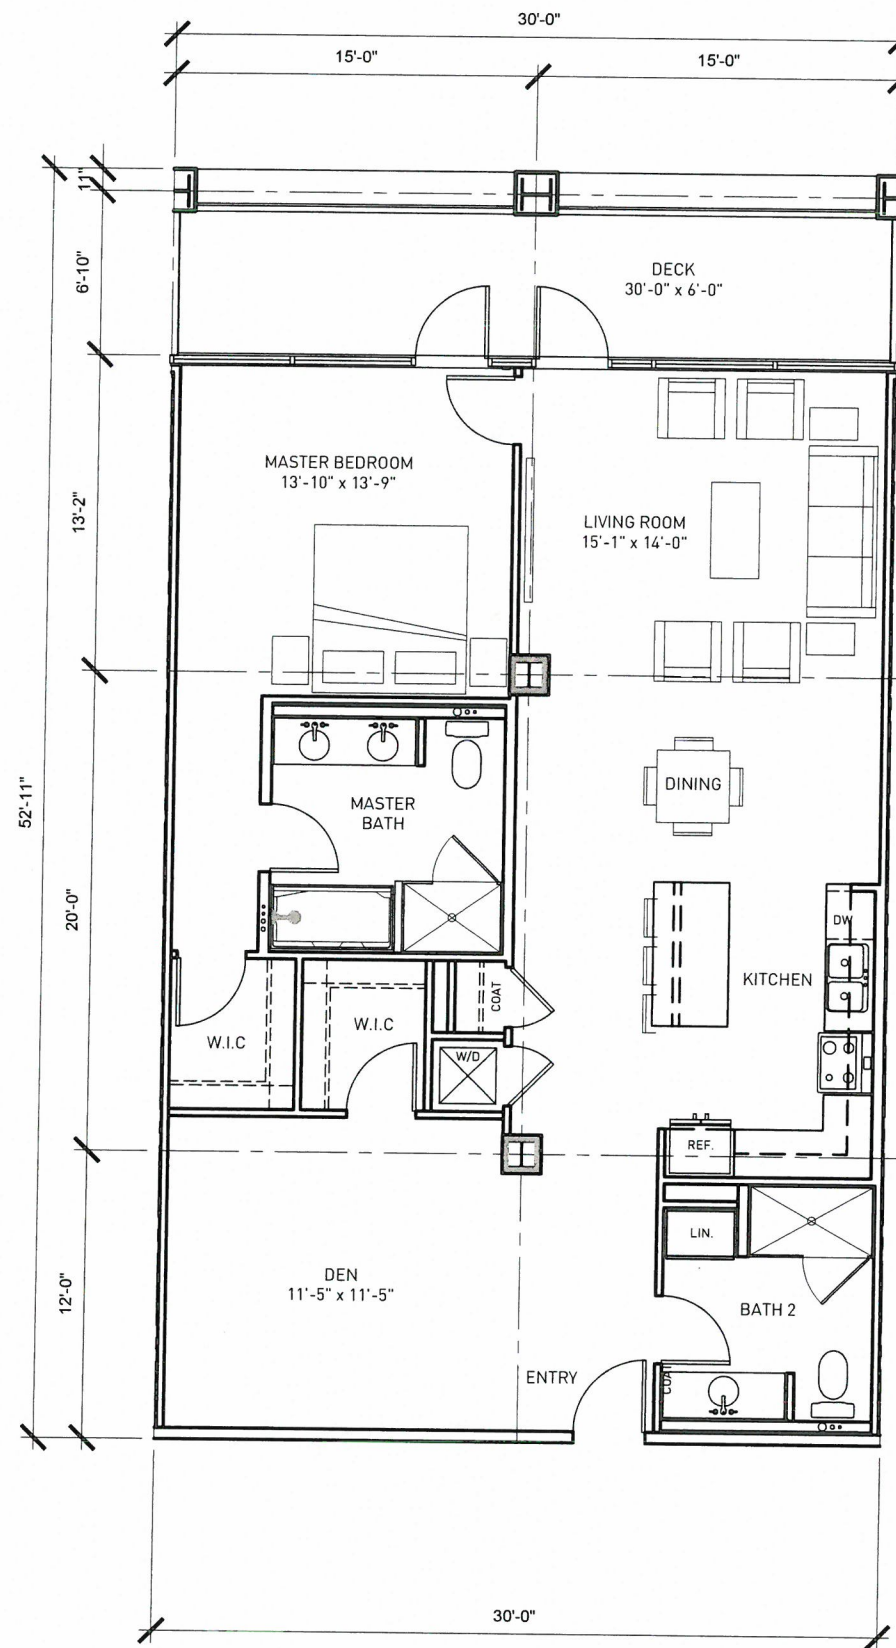 30'-0"
15'-0"
15'-0"
11"
6'-10"
DECK
30'-0" x 6'-0"
MASTER BEDROOM
13'-10" x 13'-9"
13'-2"
LIVING ROOM
15'-1" x 14'-0"
DINING
MASTER
BATH
52'-11"
20'-0"
DW
KITCHEN
COAT
W.I.C
W.I.C
W/D
REF.
LIN.
DEN
11'-5" x 11'-5"
12'-0"
BATH 2
ENTRY
COAT
30'-0"